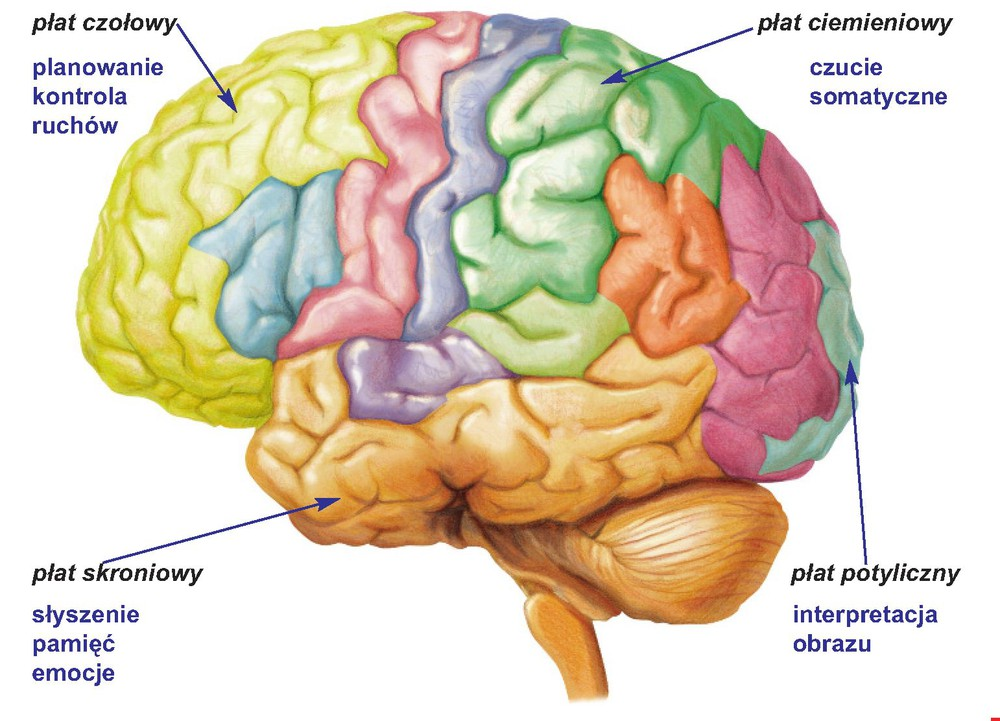 płat czołowy
planowanie
kontrola
ruchów
płat ciemieniowy
czucie
somatyczne
płat skroniowy
słyszenie
pamięć
emocje
płat potyliczny
interpretacja
obrazu